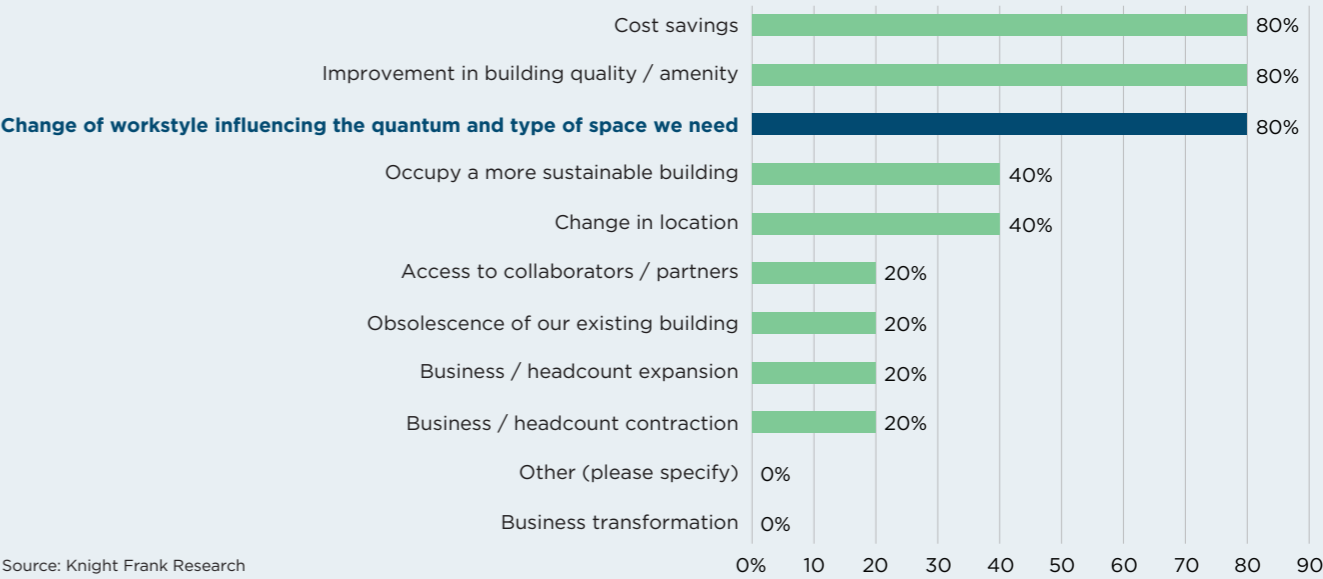 Cost savings 80%
Improvement in building quality / amenity 80%
Change of workstyle influencing the quantum and type of space we need 80%
Occupy a more sustainable building 40%
Change in location 40%
Access to collaborators / partners 20%
Obsolescence of our existing building 20%
Business / headcount expansion 20%
Business / headcount contraction 20%
Other (please specify) 0%
Business transformation 0%
Source: Knight Frank Research 0% 10 20 30 40 50 60 70 80 90